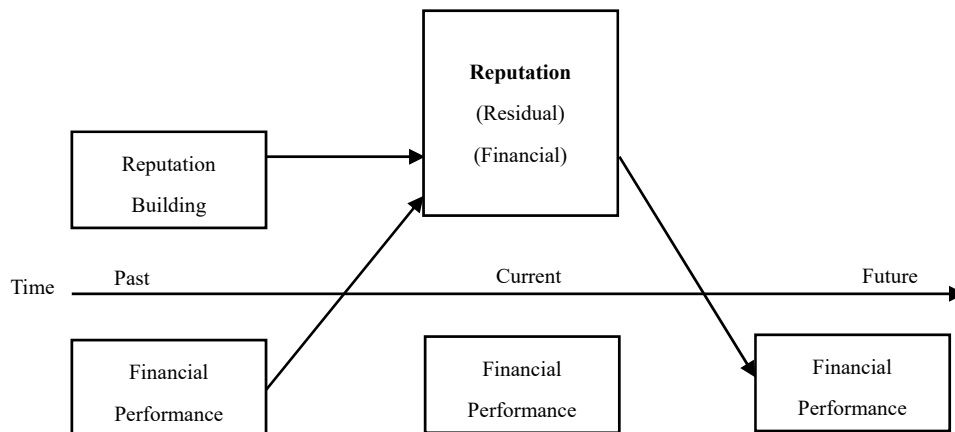 Reputation
(Residual)
(Financial)
Reputation
Building
Time
Past
Current
Future
Financial
Performance
Financial
Performance
Financial
Performance